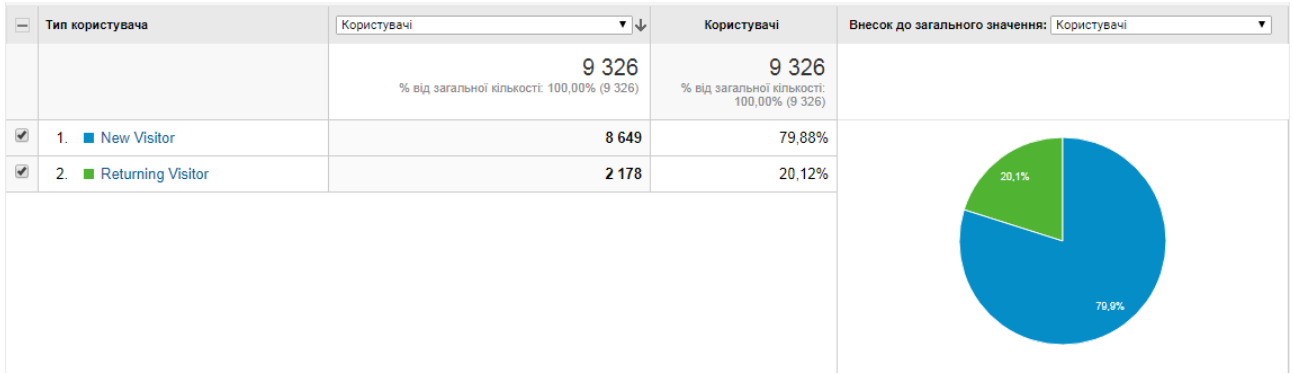 Тип користувача
Користувачі
Користувачі
Внесок до загального значення: Користувачі
9 326
% від загальної кількості: 100,00% (9 326)
9 326
% від загальної кількості:
100,00% (9 326)
1. New Visitor 8 649 79,88%
2. Returning Visitor 2 178 20,12%
20,1%
79,9%